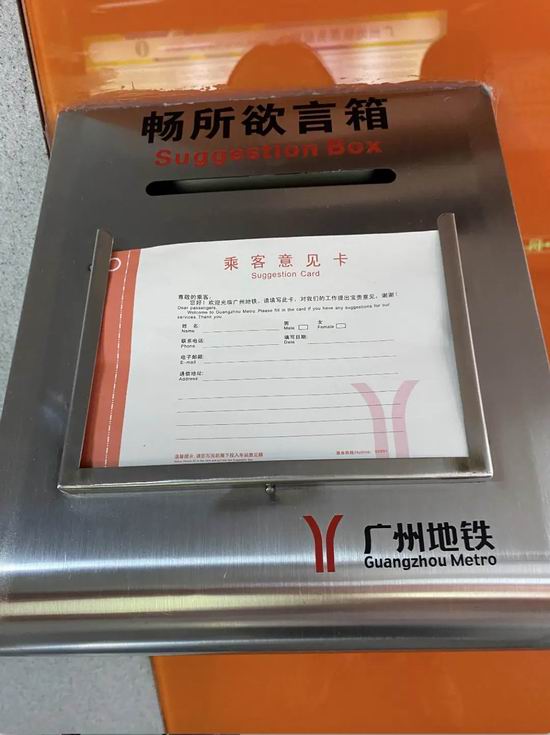 畅所欲言箱
Suggestion Box
乘客意见卡
Suggestion Card
尊敬的乘客:
您好!欢迎光临广州地铁，请填写此卡，对我们的工作提出宝贵意见。谢谢!
Dear passengers,
Welcome to Guangzhou Metro. Please fill in the card if you have any suggestions for our
services. Thank you.
姓 名: 男 女
Name Male Female
联系电话: 填写日期:
Phone Date
电子邮箱:
E-mail
通信地址:
Address
广州地铁
Guangzhou Metro